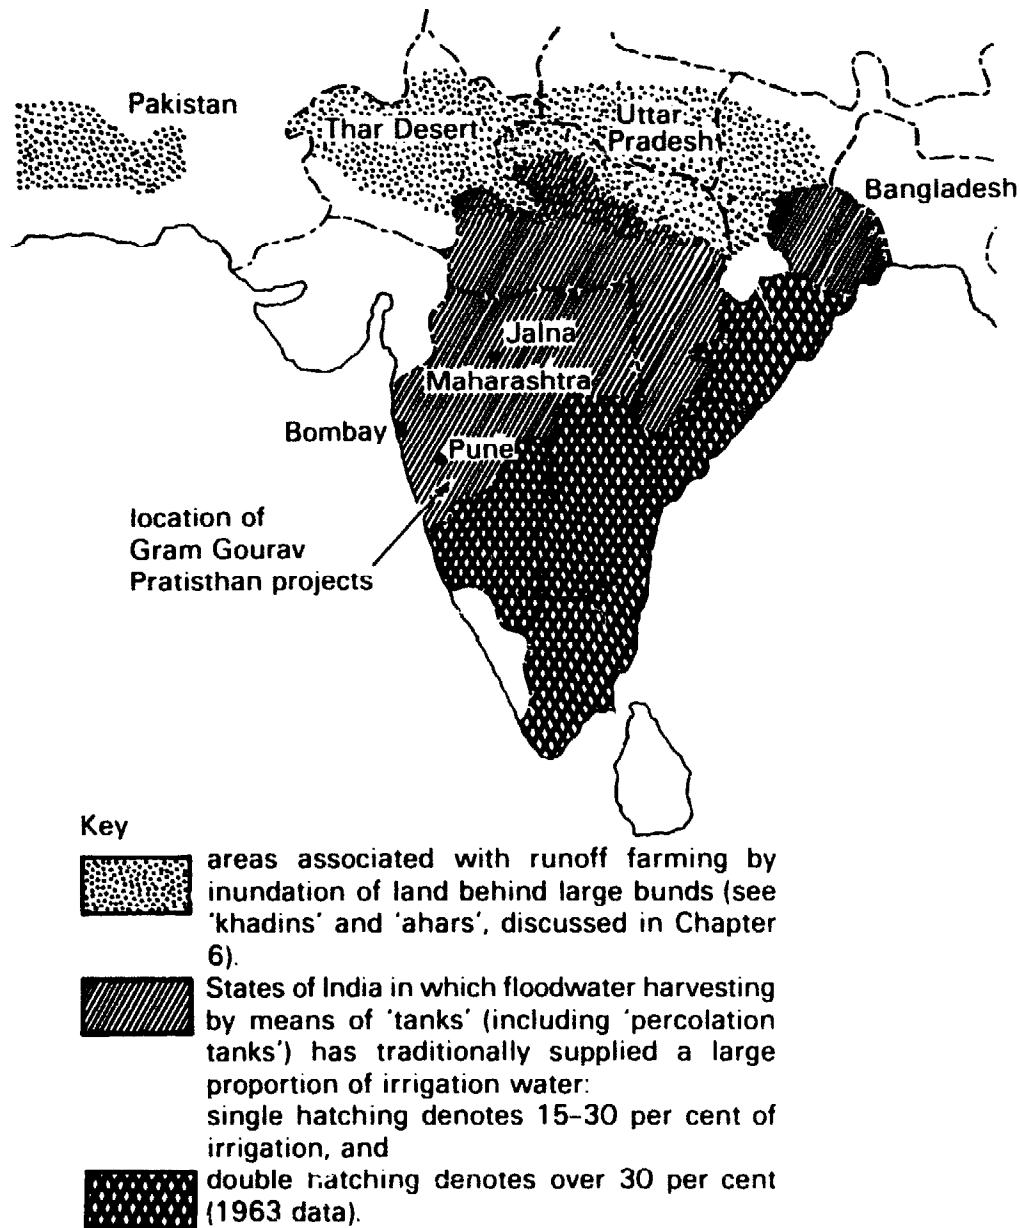 Pakistan
Thar Desert
Uttar
Pradesh
Bangladesh
Jalna
Maharashtra
Bombay
Pune
location of
Gram Gourav
Pratisthan projects
Key
areas associated with runoff farming by
inundation of land behind large bunds (see
'khadins' and 'ahars', discussed in Chapter
6).
States of India in which floodwater harvesting
by means of 'tanks' (including 'percolation
tanks') has traditionally supplied a large
proportion of irrigation water:
single hatching denotes 15–30 per cent of
irrigation, and
double hatching denotes over 30 per cent
(1963 data).